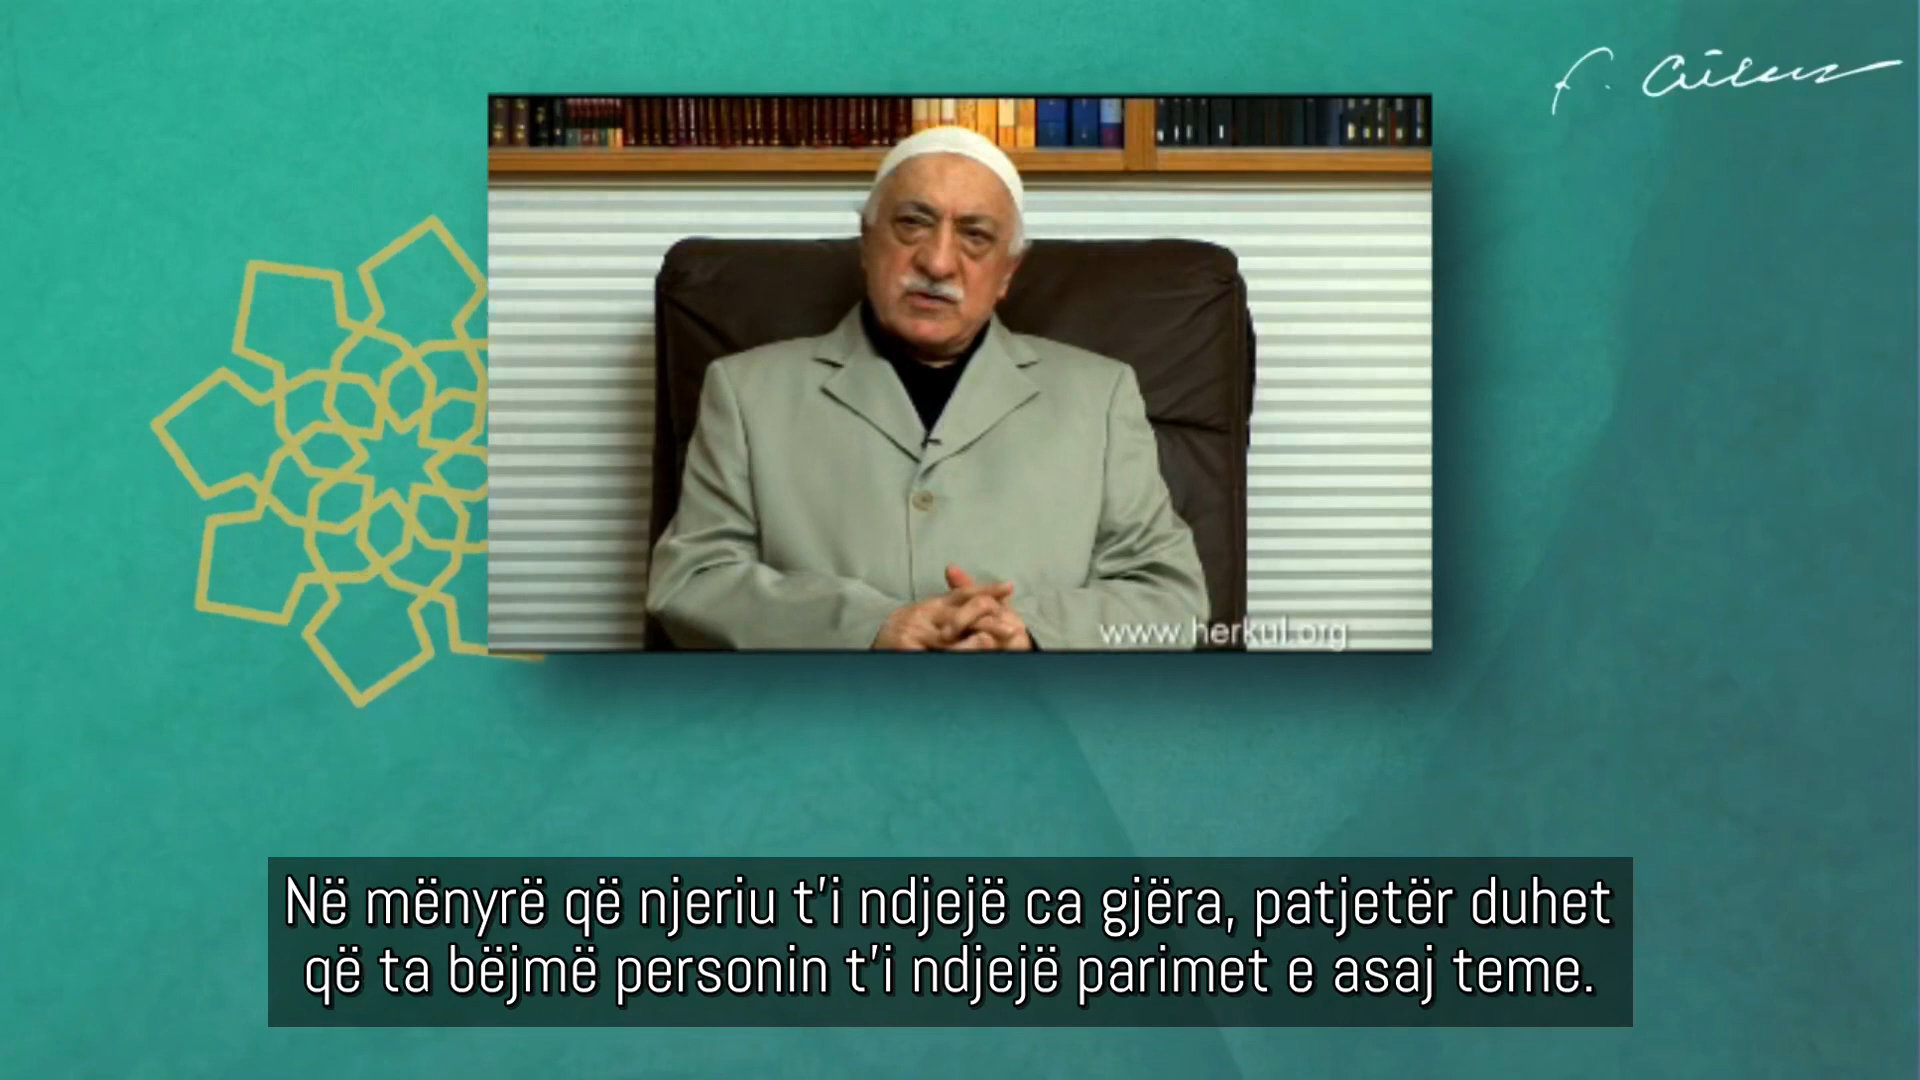 F. Gülen
www.herkul.org
Në mënyrë që njeriu t'i ndjejë ca gjëra, patjetër duhet
që ta bëjmë personin t'i ndjejë parimet e asaj teme.